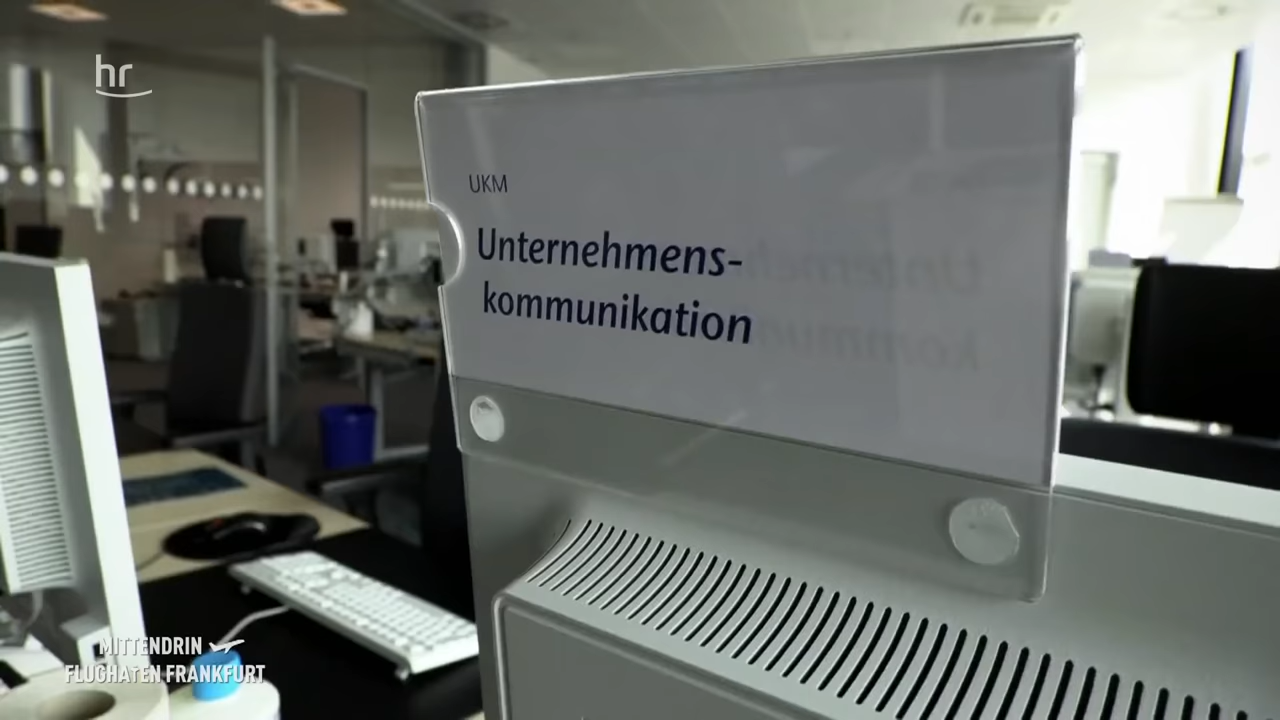 hr
UKM
Unternehmens-
kommunikation
MITTENDRIN
FLUGHAFEN FRANKFURT